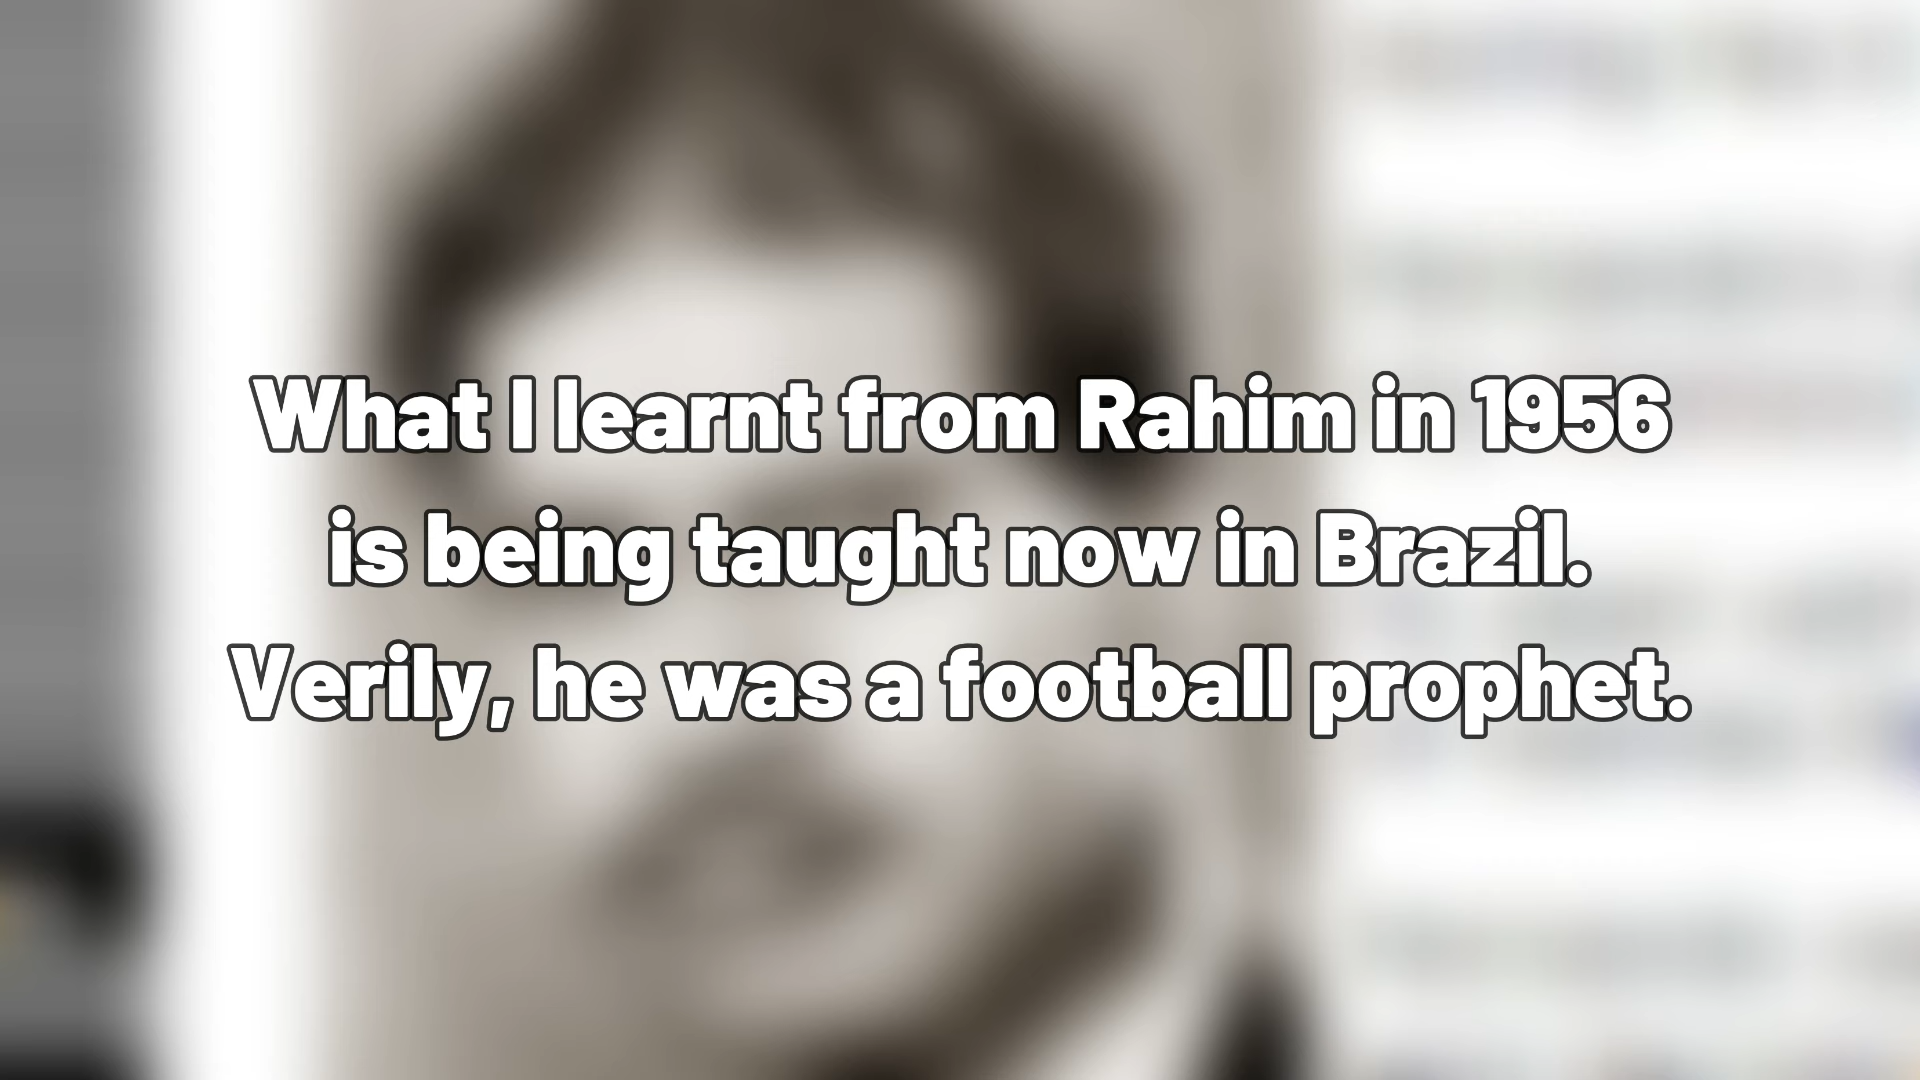 What I learnt from Rahim in 1956
is being taught now in Brazil.
Verily, he was a football prophet.